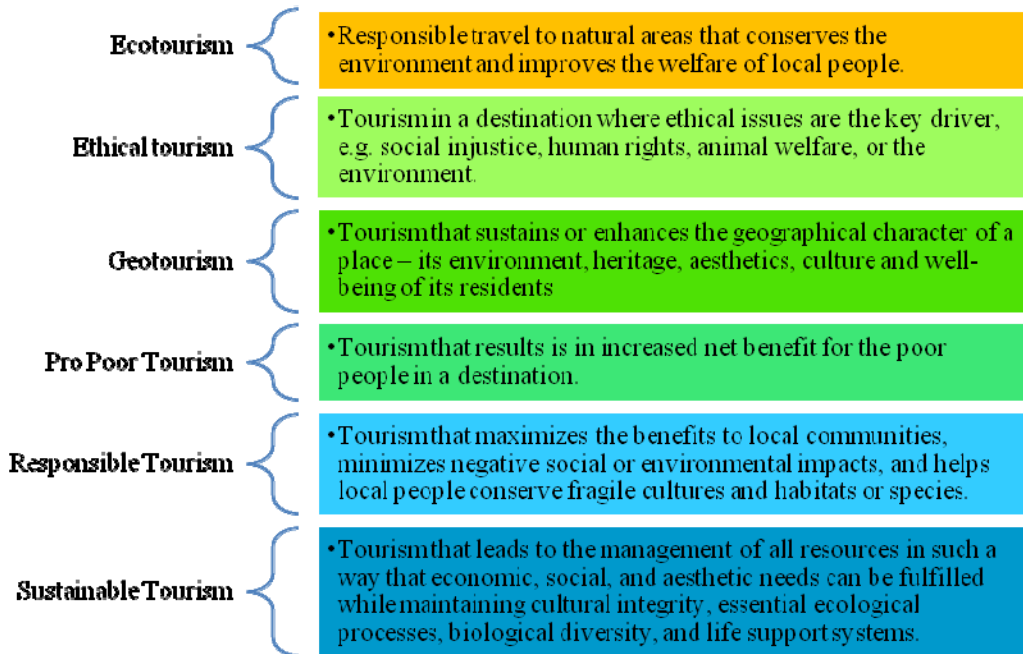 Ecotourism
•Responsible travel to natural areas that conserves the
environment and improves the welfare of local people.
Ethical tourism
•Tourism in a destination where ethical issues are the key driver,
e.g. social injustice, human rights, animal welfare, or the
environment.
Geotourism
•Tourism that sustains or enhances the geographical character of a
place – its environment, heritage, aesthetics, culture and well-
being of its residents
Pro Poor Tourism
•Tourism that results is in increased net benefit for the poor
people in a destination.
Responsible Tourism
•Tourism that maximizes the benefits to local communities,
minimizes negative social or environmental impacts, and helps
local people conserve fragile cultures and habitats or species.
Sustainable Tourism
•Tourism that leads to the management of all resources in such a
way that economic, social, and aesthetic needs can be fulfilled
while maintaining cultural integrity, essential ecological
processes, biological diversity, and life support systems.